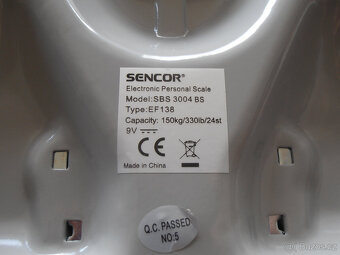 SENCOR®
Electronic Personal Scale
Model: SBS 3004 BS
Type: EF138
Capacity: 150kg/330lb/24st
9V
CE
Made in China
Q.C. PASSED
NO:5